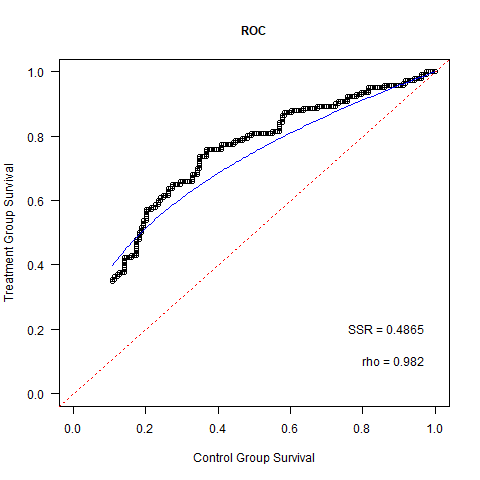 ROC
Treatment Group Survival
1.0
0.8
0.6
0.4
0.2
0.0
SSR = 0.4865
rho = 0.982
0.0 0.2 0.4 0.6 0.8 1.0
Control Group Survival